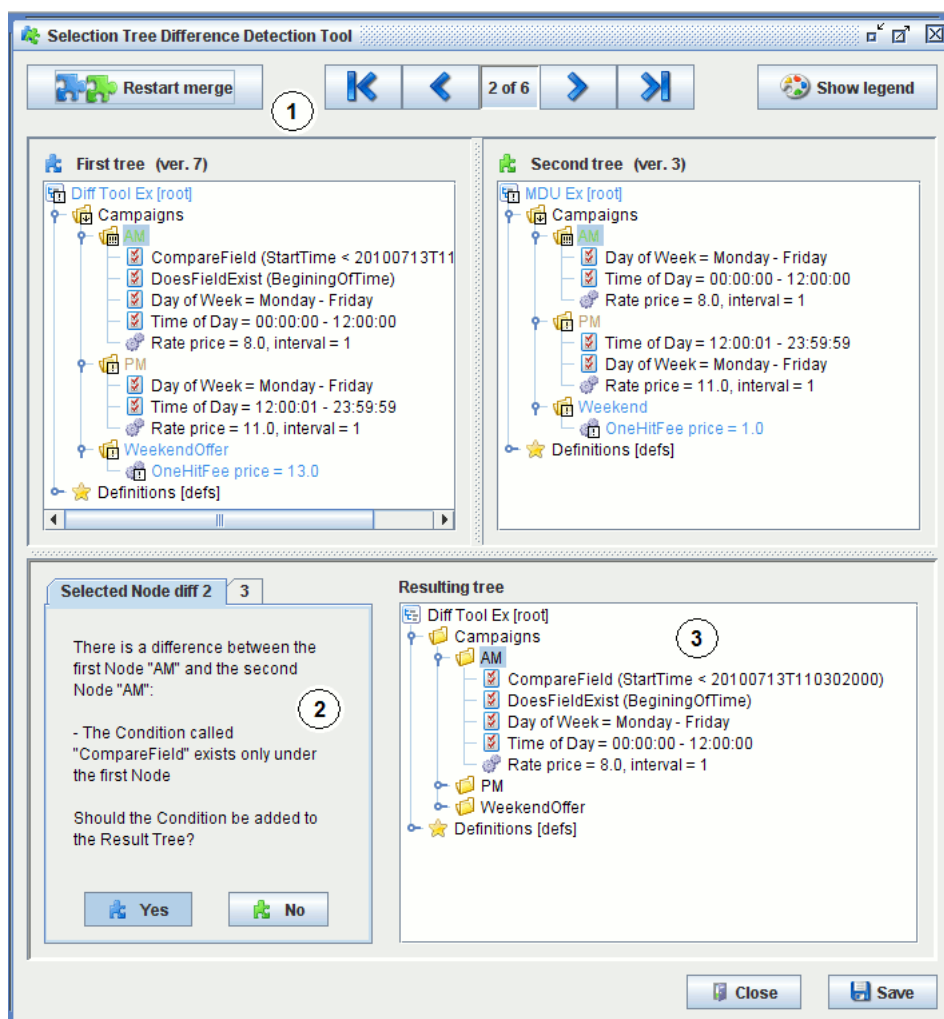 Selection Tree Difference Detection Tool
Restart merge
2 of 6
Show legend
1
First tree (ver. 7)
Diff Tool Ex [root]
Campaigns
AM
CompareField (StartTime < 20100713T11
DoesFieldExist (BeginingOfTime)
Day of Week = Monday - Friday
Time of Day = 00:00:00 - 12:00:00
Rate price = 8.0, interval = 1
PM
Day of Week = Monday - Friday
Time of Day = 12:00:01 - 23:59:59
Rate price = 11.0, interval = 1
WeekendOffer
OneHitFee price = 13.0
Definitions [defs]
Second tree (ver. 3)
MDU Ex [root]
Campaigns
AM
Day of Week = Monday - Friday
Time of Day = 00:00:00 - 12:00:00
Rate price = 8.0, interval = 1
PM
Time of Day = 12:00:01 - 23:59:59
Day of Week = Monday - Friday
Rate price = 11.0, interval = 1
Weekend
OneHitFee price = 1.0
Definitions [defs]
Selected Node diff 2
3
There is a difference between the
first Node "AM" and the second
Node "AM":
2
- The Condition called
"CompareField" exists only under
the first Node
Should the Condition be added to
the Result Tree?
Yes
No
Resulting tree
Diff Tool Ex [root]
Campaigns
3
AM
CompareField (StartTime < 20100713T110302000)
DoesFieldExist (BeginingOfTime)
Day of Week = Monday - Friday
Time of Day = 00:00:00 - 12:00:00
Rate price = 8.0, interval = 1
PM
WeekendOffer
Definitions [defs]
Close
Save